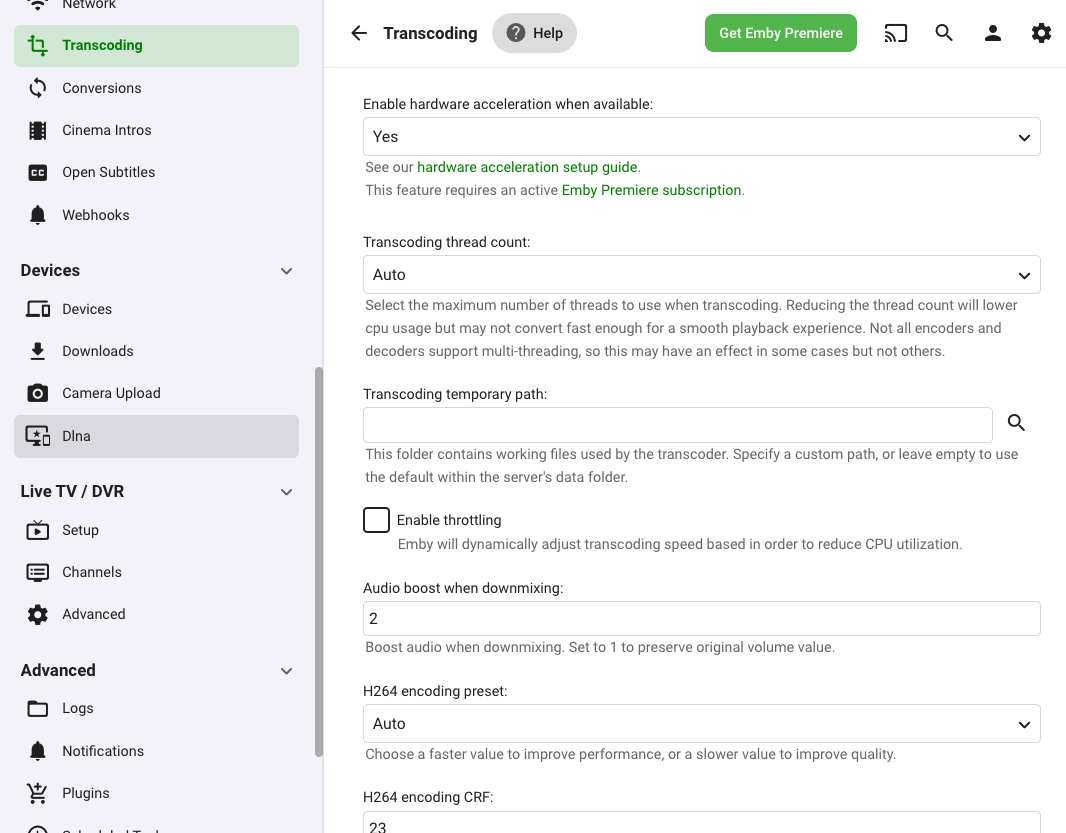 Network
Transcoding
Conversions
Cinema Intros
CC Open Subtitles
Webhooks
Devices
Devices
Downloads
Camera Upload
Dlna
Live TV / DVR
Setup
Channels
Advanced
Advanced
Logs
Notifications
Plugins
Transcoding
Help
Get Emby Premiere
Enable hardware acceleration when available:
Yes
See our hardware acceleration setup guide.
This feature requires an active Emby Premiere subscription.
Transcoding thread count:
Auto
Select the maximum number of threads to use when transcoding. Reducing the thread count will lower
cpu usage but may not convert fast enough for a smooth playback experience. Not all encoders and
decoders support multi-threading, so this may have an effect in some cases but not others.
Transcoding temporary path:
This folder contains working files used by the transcoder. Specify a custom path, or leave empty to use
the default within the server's data folder.
Enable throttling
Emby will dynamically adjust transcoding speed based in order to reduce CPU utilization.
Audio boost when downmixing:
2
Boost audio when downmixing. Set to 1 to preserve original volume value.
H264 encoding preset:
Auto
Choose a faster value to improve performance, or a slower value to improve quality.
H264 encoding CRF:
23